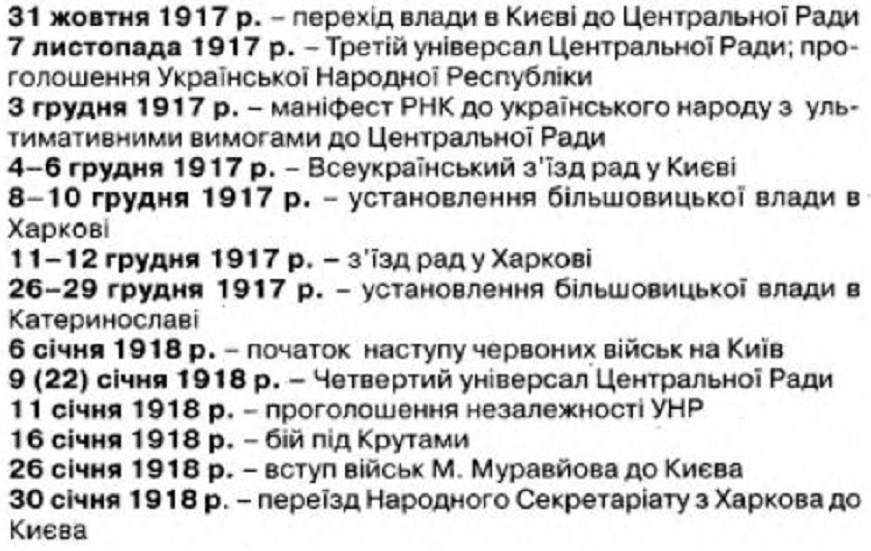 31 жовтня 1917 р. – перехід влади в Києві до Центральної Ради
7 листопада 1917 р. – Третій універсал Центральної Ради; про-
голошення Української Народної Республіки
3 грудня 1917 р. – маніфест РНК до українського народу з уль-
тимативними вимогами до Центральної Ради
4–6 грудня 1917 р. – Всеукраїнський з'їзд рад у Києві
8–10 грудня 1917 р. – установлення більшовицької влади в
Харкові
11–12 грудня 1917 р. – з'їзд рад у Харкові
26–29 грудня 1917 р. – установлення більшовицької влади в
Катеринославі
6 січня 1918 р. – початок наступу червоних військ на Київ
9 (22) січня 1918 р. – Четвертий універсал Центральної Ради
11 січня 1918 р. – проголошення незалежності УНР
16 січня 1918 р. – бій під Крутами
26 січня 1918 р. – вступ військ М. Муравйова до Києва
30 січня 1918 р. – переїзд Народного Секретаріату з Харкова до
Києва